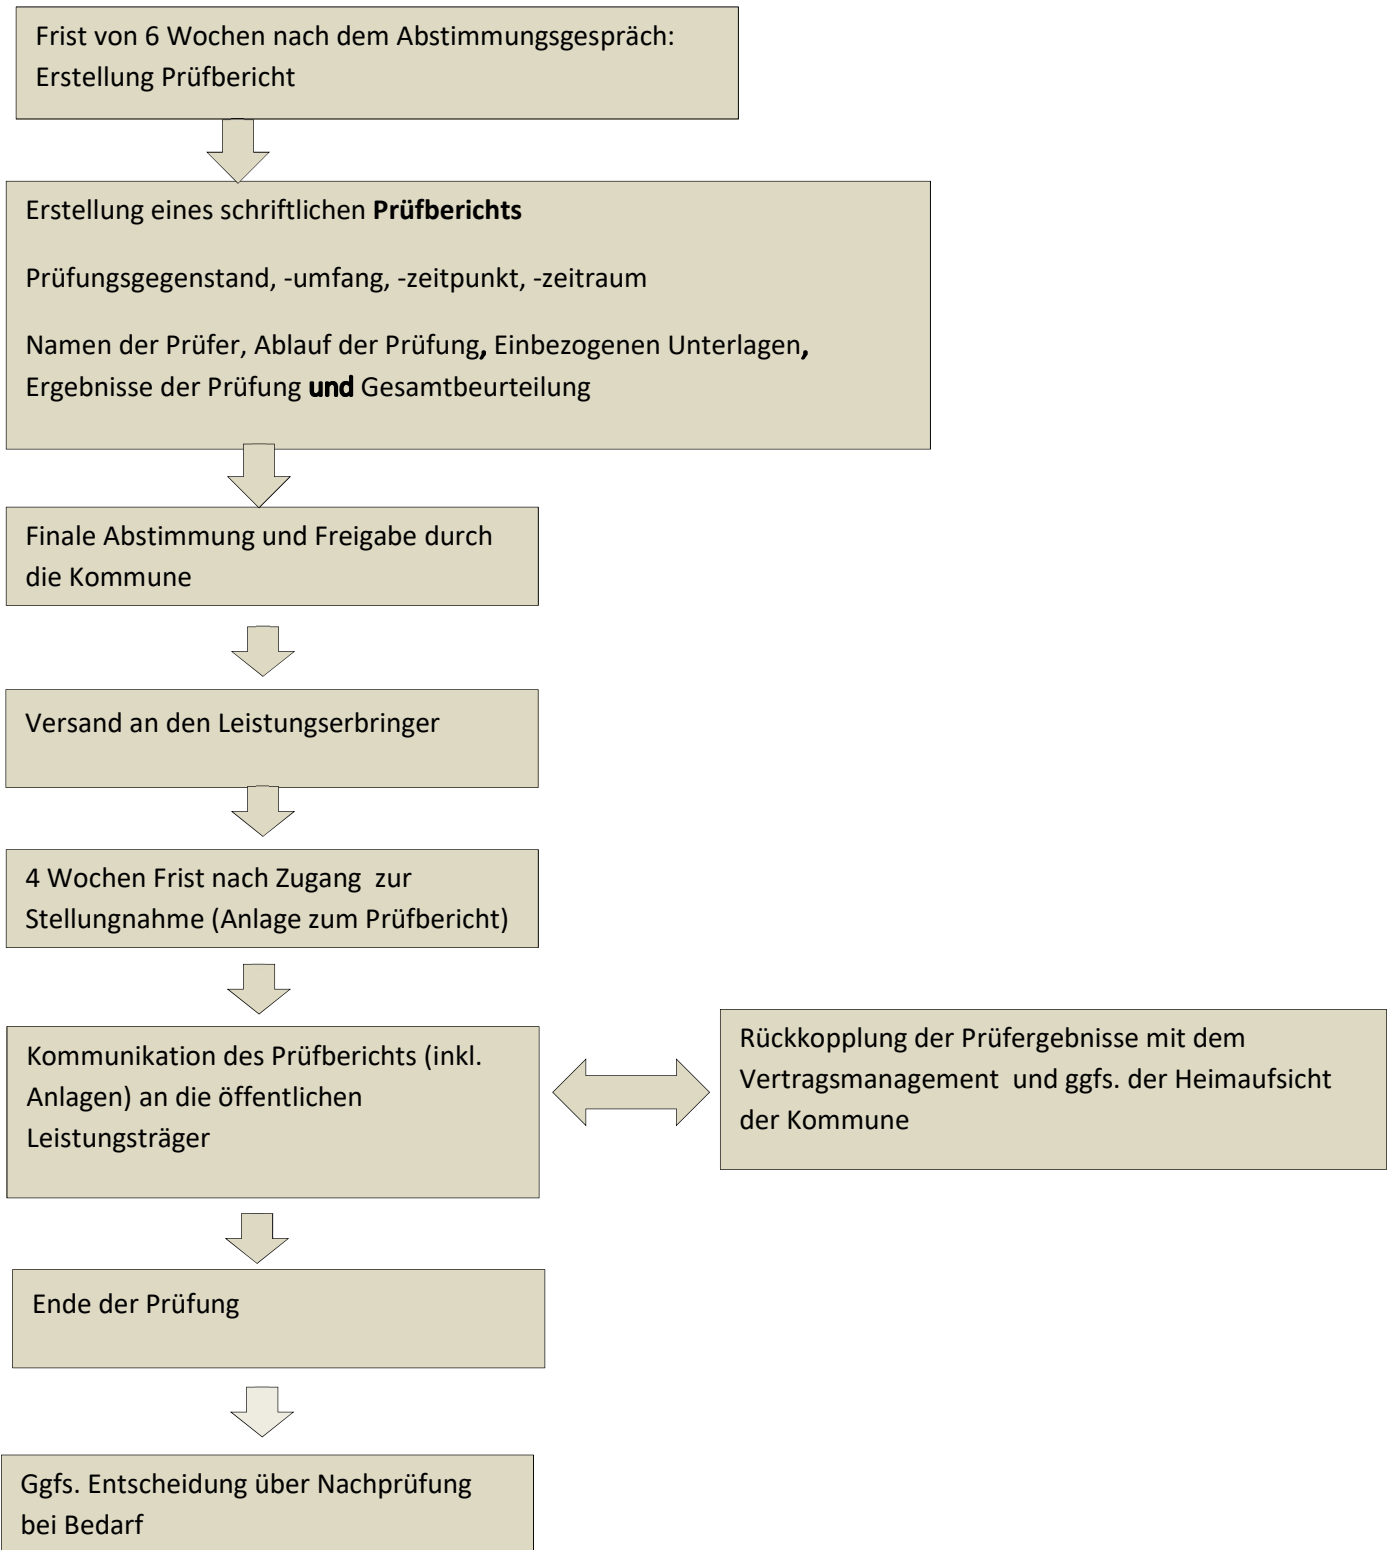 Frist von 6 Wochen nach dem Abstimmungsgespräch:
Erstellung Prüfbericht
Erstellung eines schriftlichen Prüfberichts
Prüfungsgegenstand, -umfang, -zeitpunkt, -zeitraum
Namen der Prüfer, Ablauf der Prüfung, Einbezogenen Unterlagen,
Ergebnisse der Prüfung und Gesamtbeurteilung
Finale Abstimmung und Freigabe durch
die Kommune
Versand an den Leistungserbringer
4 Wochen Frist nach Zugang  zur
Stellungnahme (Anlage zum Prüfbericht)
Kommunikation des Prüfberichts (inkl.
Anlagen) an die öffentlichen
Leistungsträger
Rückkopplung der Prüfergebnisse mit dem
Vertragsmanagement  und ggfs. der Heimaufsicht
der Kommune
Ende der Prüfung
Ggfs. Entscheidung über Nachprüfung
bei Bedarf